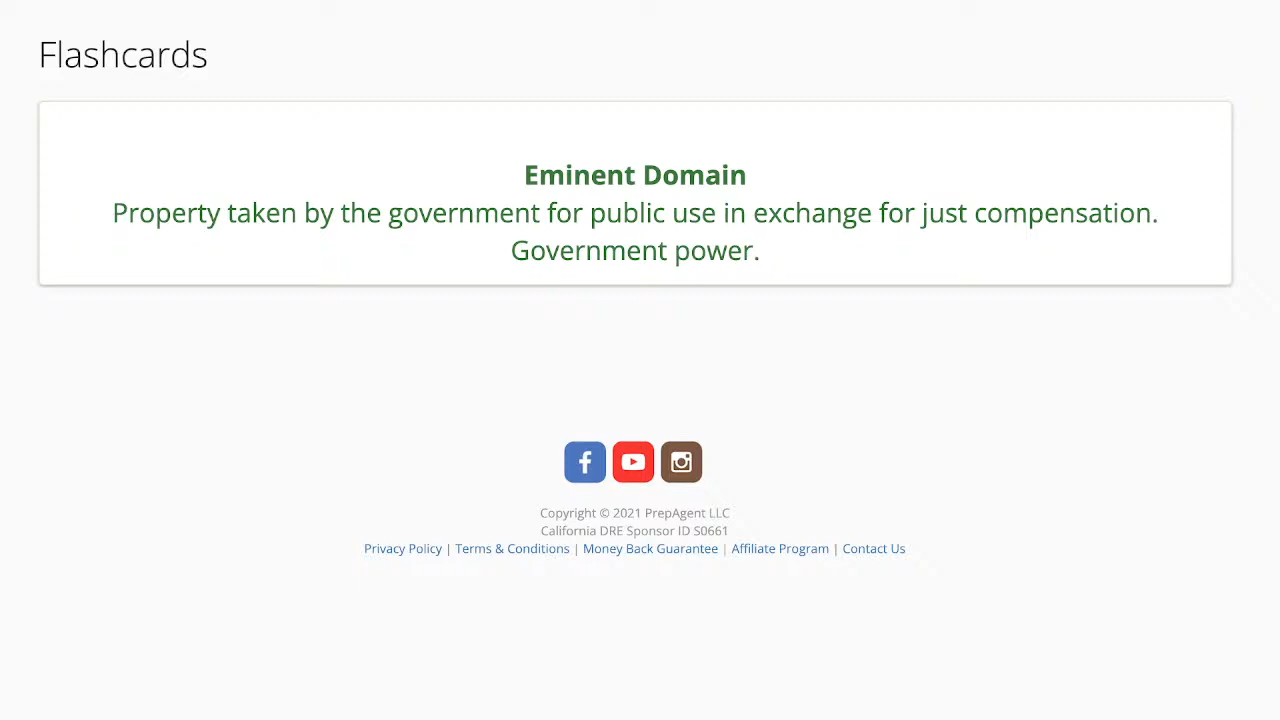 Flashcards
Eminent Domain
Property taken by the government for public use in exchange for just compensation.
Government power.
Copyright © 2021 PrepAgent LLC
California DRE Sponsor ID S0661
Privacy Policy | Terms & Conditions | Money Back Guarantee | Affiliate Program | Contact Us